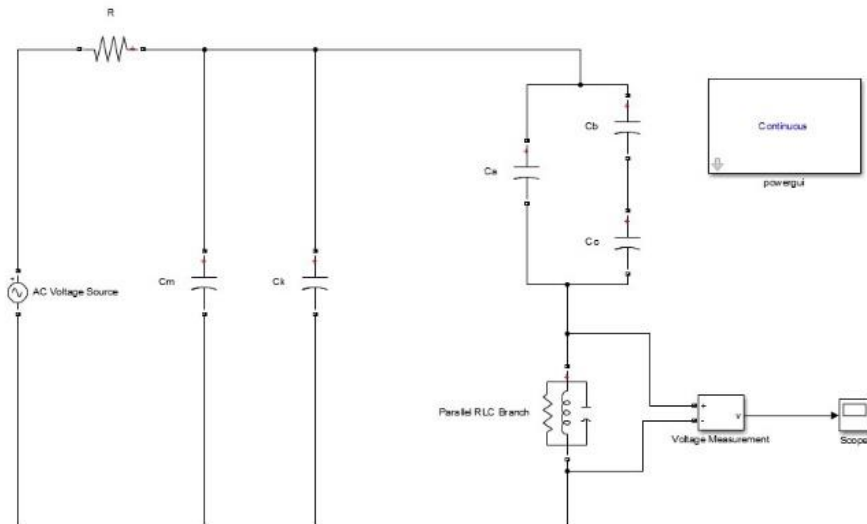 R
Continuous
powergui
Cb
Ca
Cc
AC Voltage Source
Cm
Ck
Parallel RLC Branch
+
-
v
Voltage Measurement
Scope